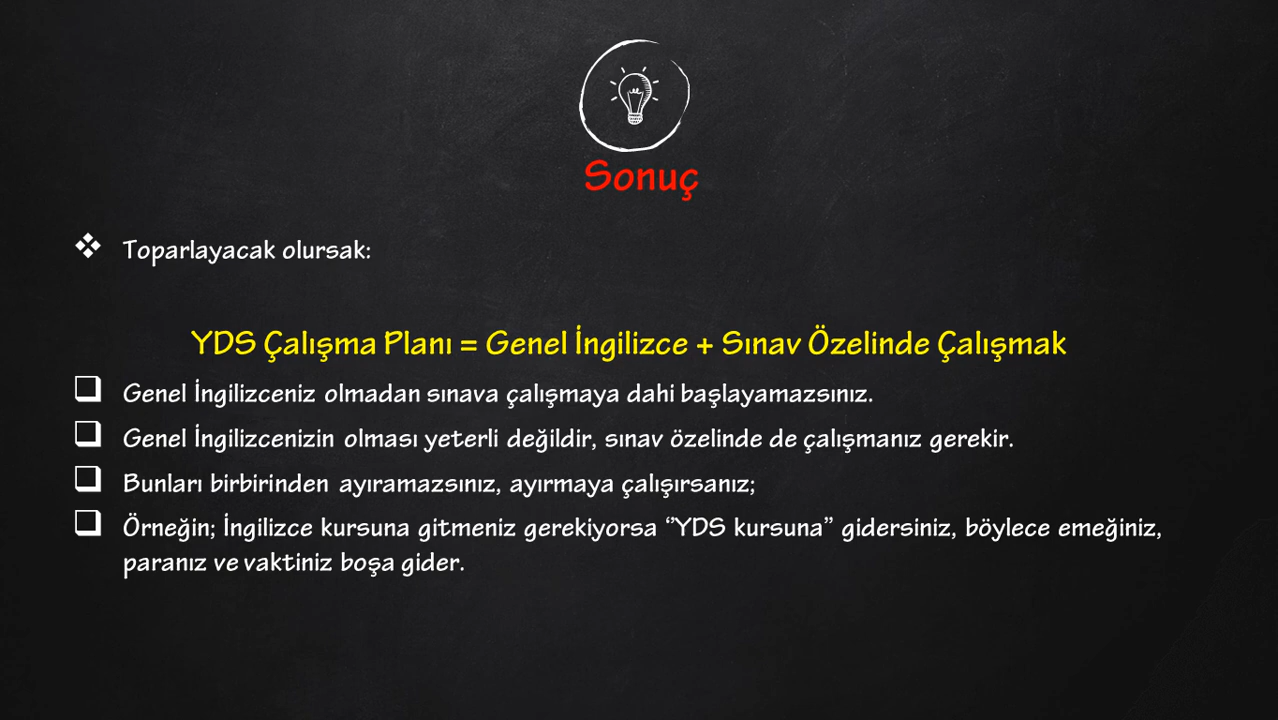 Sonuç
Toparlayacak olursak:
YDS Çalışma Planı = Genel İngilizce + Sınav Özelinde Çalışmak
Genel İngilizceniz olmadan sınava çalışmaya dahi başlayamazsınız.
Genel İngilizcenizin olması yeterli değildir, sınav özelinde de çalışmanız gerekir.
Bunları birbirinden ayıramazsınız, ayırmaya çalışırsanız;
Örneğin; İngilizce kursuna gitmeniz gerekiyorsa “YDS kursuna” gidersiniz, böylece emeğiniz,
paranız ve vaktiniz boşa gider.